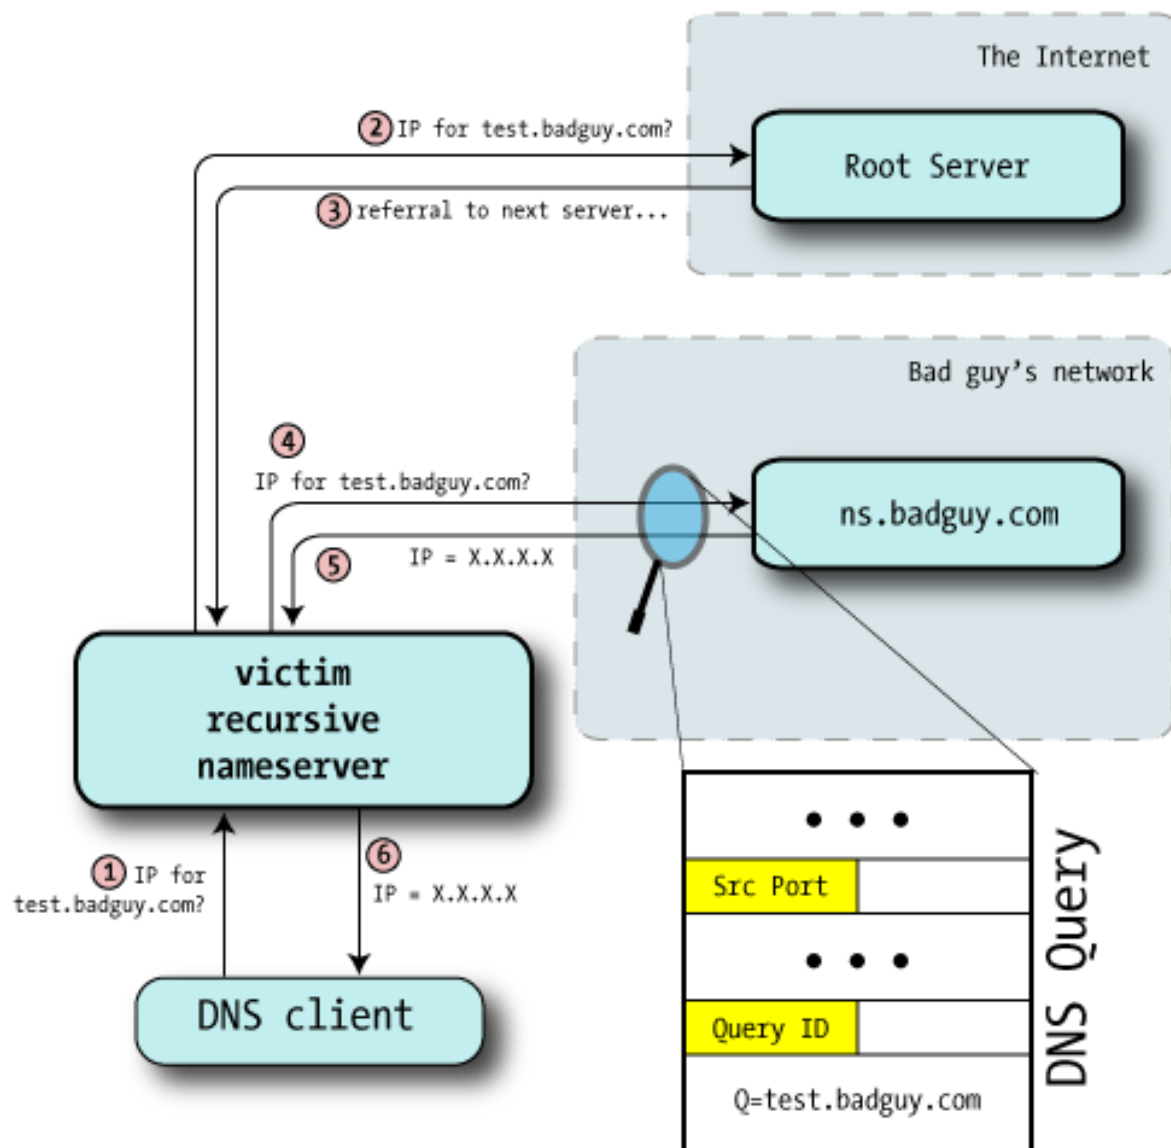 The Internet
2 IP for test.badguy.com?
Root Server
3 referral to next server...
Bad guy's network
4
IP for test.badguy.com?
ns.badguy.com
5 IP = X.X.X.X
victim
recursive
nameserver
1 IP for
test.badguy.com?
6
IP = X.X.X.X
DNS client
Src Port
Query ID
Q=test.badguy.com
DNS Query